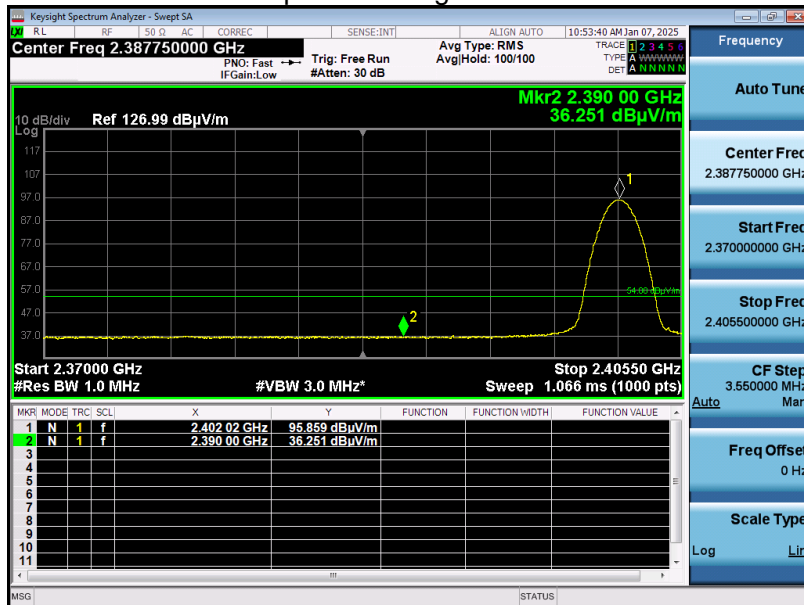 Keysight Spectrum Analyzer - Swept SA
LXI RL RF 50 Ω AC CORREC SENSE:INT ALIGN AUTO 10:53:40 AM Jan 07, 2025
Center Freq 2.387750000 GHz
PNO: Fast
IFGain:Low
Trig: Free Run
#Atten: 30 dB
Avg Type: RMS
Avg|Hold: 100/100
TRACE 1 2 3 4 5 6
TYPE A WWWWW
DET A N N N N N
Mkr2 2.390 00 GHz
36.251 dBµV/m
10 dB/div Ref 126.99 dBµV/m
Log
117
107
97.0
87.0
77.0
67.0
57.0
47.0
37.0
1
54.00 dBµV/m
2
Start 2.37000 GHz Stop 2.40550 GHz
#Res BW 1.0 MHz #VBW 3.0 MHz* Sweep 1.066 ms (1000 pts)
MKR MODE TRC SCL X Y FUNCTION FUNCTION WIDTH FUNCTION VALUE
1 N 1 f 2.402 02 GHz 95.859 dBµV/m
2 N 1 f 2.390 00 GHz 36.251 dBµV/m
3
4
5
6
7
8
9
10
11
MSG STATUS
Frequency
Auto Tune
Center Freq
2.387750000 GHz
Start Freq
2.370000000 GHz
Stop Freq
2.405500000 GHz
CF Step
3.550000 MHz
Auto Man
Freq Offset
0 Hz
Scale Type
Log Lin